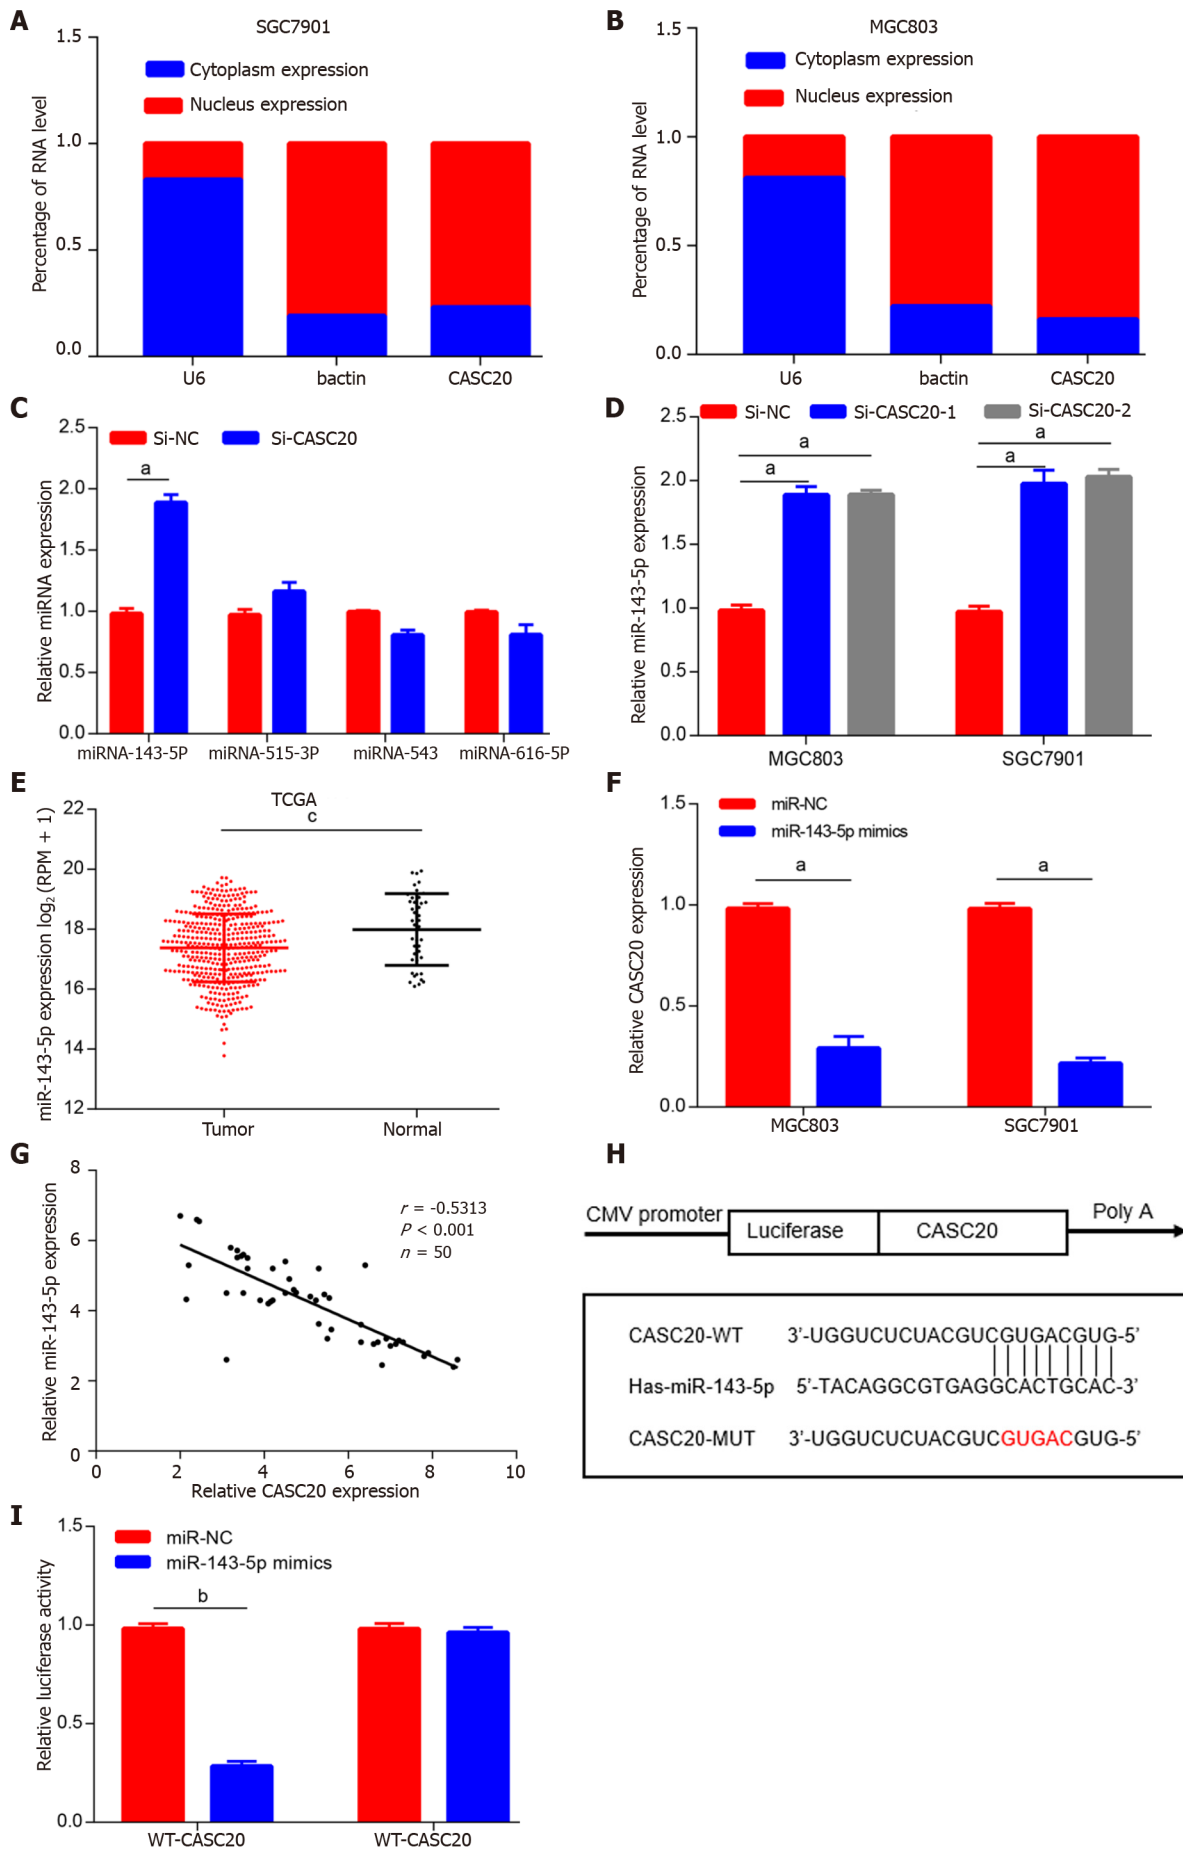 A
SGC7901
1.5
1.0
0.5
0.0
Percentage of RNA level
Cytoplasm expression
Nucleus expression
U6 bactin CASC20
B
MGC803
1.5
1.0
0.5
0.0
Percentage of RNA level
Cytoplasm expression
Nucleus expression
U6 bactin CASC20
C
2.5
2.0
1.5
1.0
0.5
0.0
Relative miRNA expression
Si-NC Si-CASC20
a
miRNA-143-5P miRNA-515-3P miRNA-543 miRNA-616-5P
D
2.5
2.0
1.5
1.0
0.5
0.0
Relative miR-143-5p expression
Si-NC Si-CASC20-1 Si-CASC20-2
a
a
a
a
MGC803 SGC7901
E
TCGA
c
22
20
18
16
14
12
miR-143-5p expression log2 (RPM + 1)
Tumor Normal
F
1.5
1.0
0.5
0.0
Relative CASC20 expression
miR-NC
miR-143-5p mimics
a a
MGC803 SGC7901
G
8
6
4
2
0
Relative miR-143-5p expression
r = -0.5313
P < 0.001
n = 50
0 2 4 6 8 10
Relative CASC20 expression
H
CMV promoter Luciferase CASC20 Poly A
CASC20-WT 3'-UGGUCUCUACGUCGUGACGUG-5'
Has-miR-143-5p 5'-TACAGGCGTGAGGCACTGCAC-3'
CASC20-MUT 3'-UGGUCUCUACGUCGUGACGUG-5'
I
1.5
1.0
0.5
0.0
Relative luciferase activity
miR-NC
miR-143-5p mimics
b
WT-CASC20 WT-CASC20